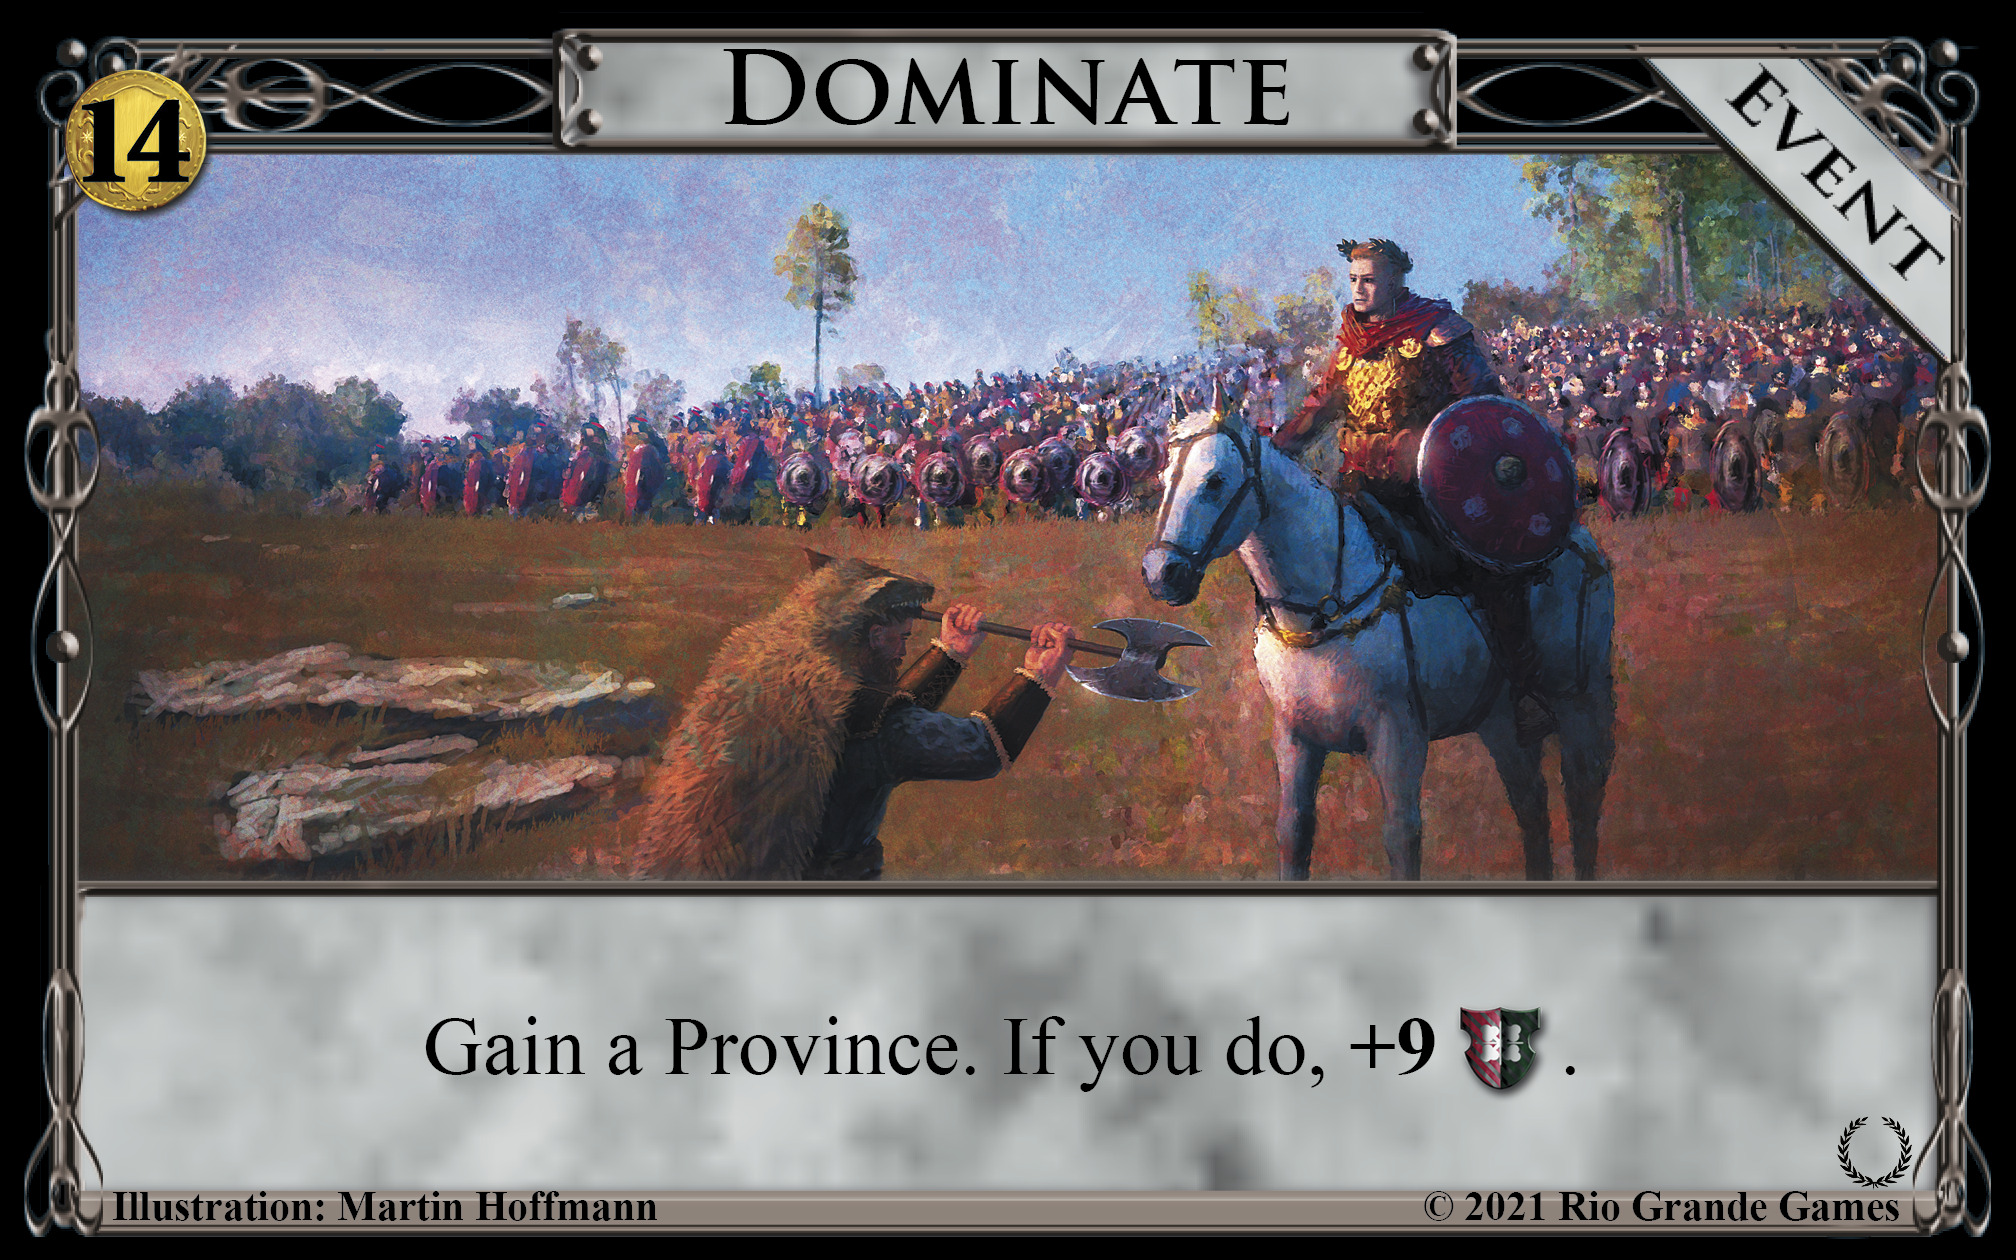 14
DOMINATE
EVENT
Gain a Province. If you do, +9 .
Illustration: Martin Hoffmann
© 2021 Rio Grande Games